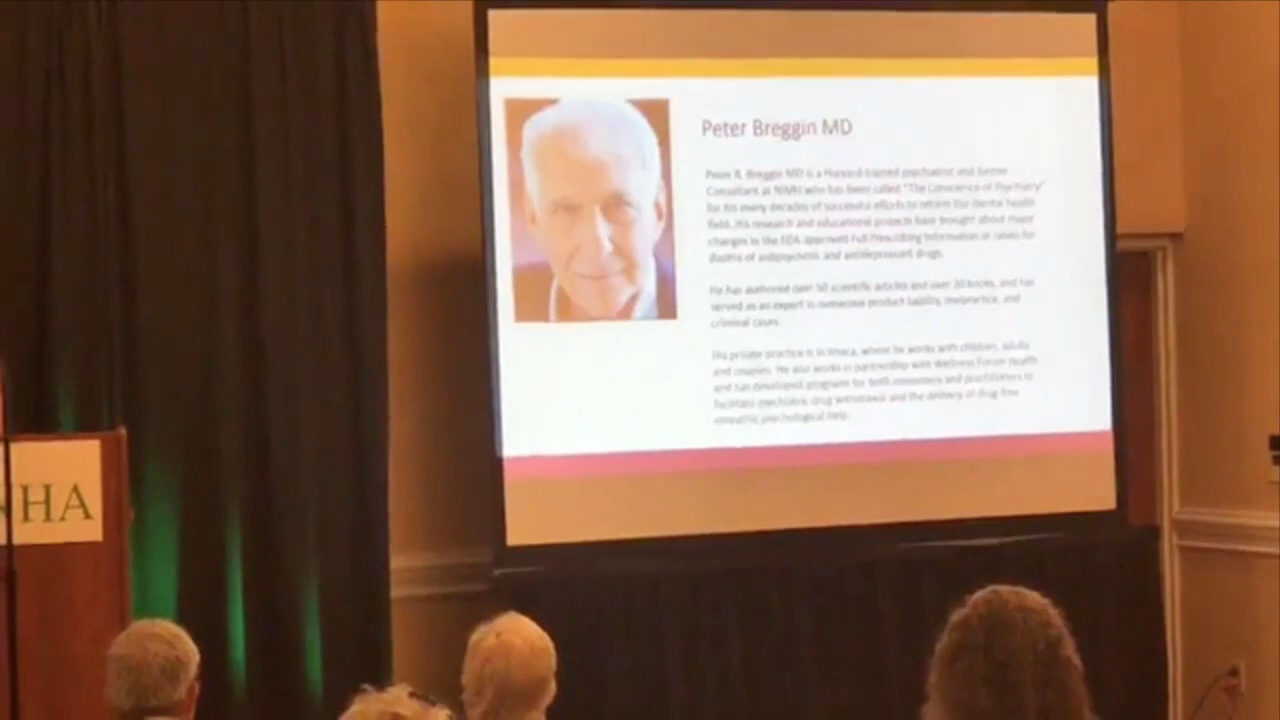 Peter Breggin MD
Peter R. Breggin MD is a Harvard-trained psychiatrist and former
Consultant at NIMH who has been called "The Conscience of Psychiatry"
for his many decades of successful efforts to reform the mental health
field. His research and educational projects have brought about major
changes in the FDA approved Full Prescribing Information or labels for
dozens of antipsychotic and antidepressant drugs.
He has authored over 50 scientific articles and over 20 books, and has
served as an expert in numerous product liability, malpractice, and
criminal cases.
His private practice is in Ithaca, where he works with children, adults
and couples. He also works in partnership with Wellness Forum Health
and has developed programs for both consumers and practitioners to
facilitate psychiatric drug withdrawal and the delivery of drug-free
empathic psychological help.
NHA